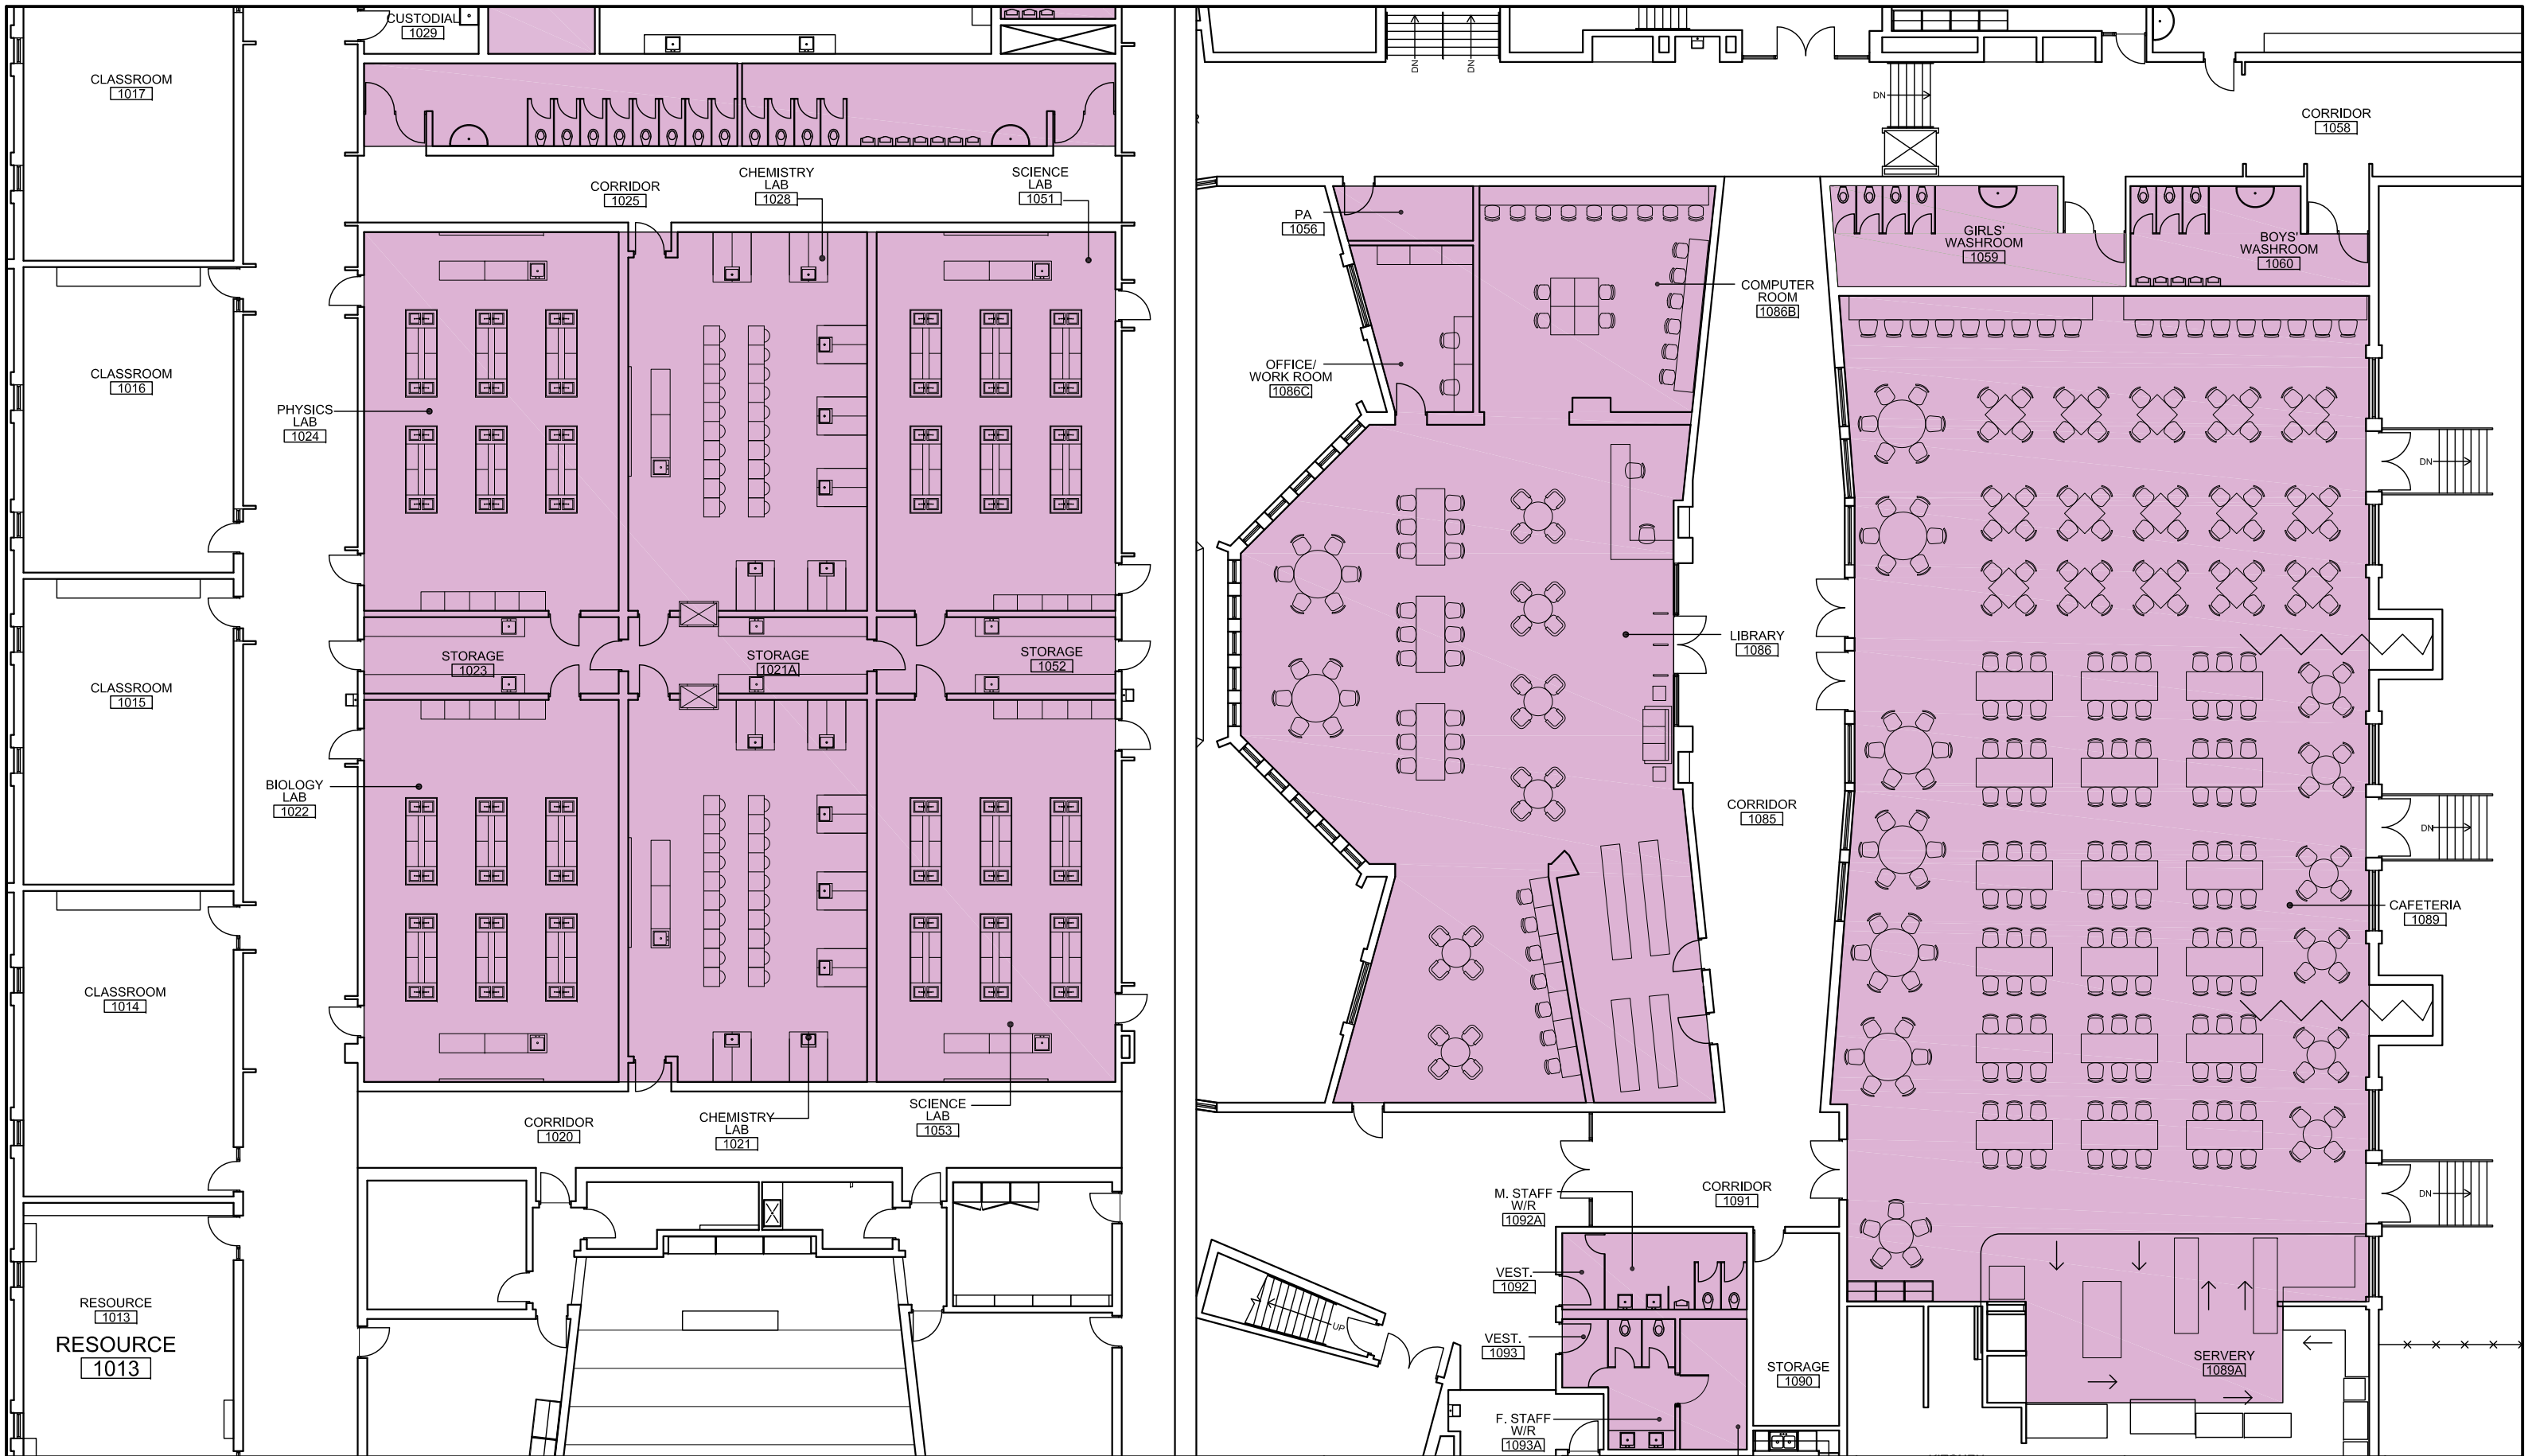 CUSTODIAL
1029
CLASSROOM
1017
DN
DN
DN
CORRIDOR
1058
CORRIDOR
1025
CHEMISTRY
LAB
1028
SCIENCE
LAB
1051
PA
1056
GIRLS'
WASHROOM
1059
BOYS'
WASHROOM
1060
COMPUTER
ROOM
1086B
OFFICE/
WORK ROOM
1086C
CLASSROOM
1016
PHYSICS
LAB
1024
DN
STORAGE
1023
STORAGE
1021A
STORAGE
1052
LIBRARY
1086
CLASSROOM
1015
BIOLOGY
LAB
1022
CORRIDOR
1085
DN
CAFETERIA
1089
CLASSROOM
1014
CORRIDOR
1020
CHEMISTRY
LAB
1021
SCIENCE
LAB
1053
M. STAFF
W/R
1092A
CORRIDOR
1091
DN
VEST.
1092
RESOURCE
1013
RESOURCE
1013
UP
VEST.
1093
STORAGE
1090
SERVERY
1089A
F. STAFF
W/R
1093A